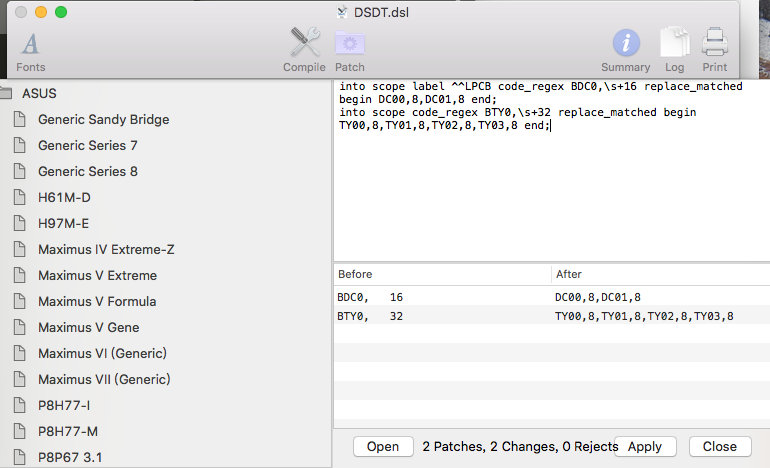 DSDT.dsl
Fonts
Compile
Patch
Summary
Log
Print
ASUS
Generic Sandy Bridge
Generic Series 7
Generic Series 8
H61M-D
H97M-E
Maximus IV Extreme-Z
Maximus V Extreme
Maximus V Formula
Maximus V Gene
Maximus VI (Generic)
Maximus VII (Generic)
P8H77-I
P8H77-M
P8P67 3.1
into scope label ^^LPCB code_regex BDC0,\s+16 replace_matched
begin DC00,8,DC01,8 end;
into scope code_regex BTY0,\s+32 replace_matched begin
TY00,8,TY01,8,TY02,8,TY03,8 end;
Before After
BDC0, 16 DC00,8,DC01,8
BTY0, 32 TY00,8,TY01,8,TY02,8,TY03,8
Open 2 Patches, 2 Changes, 0 Rejects Apply Close